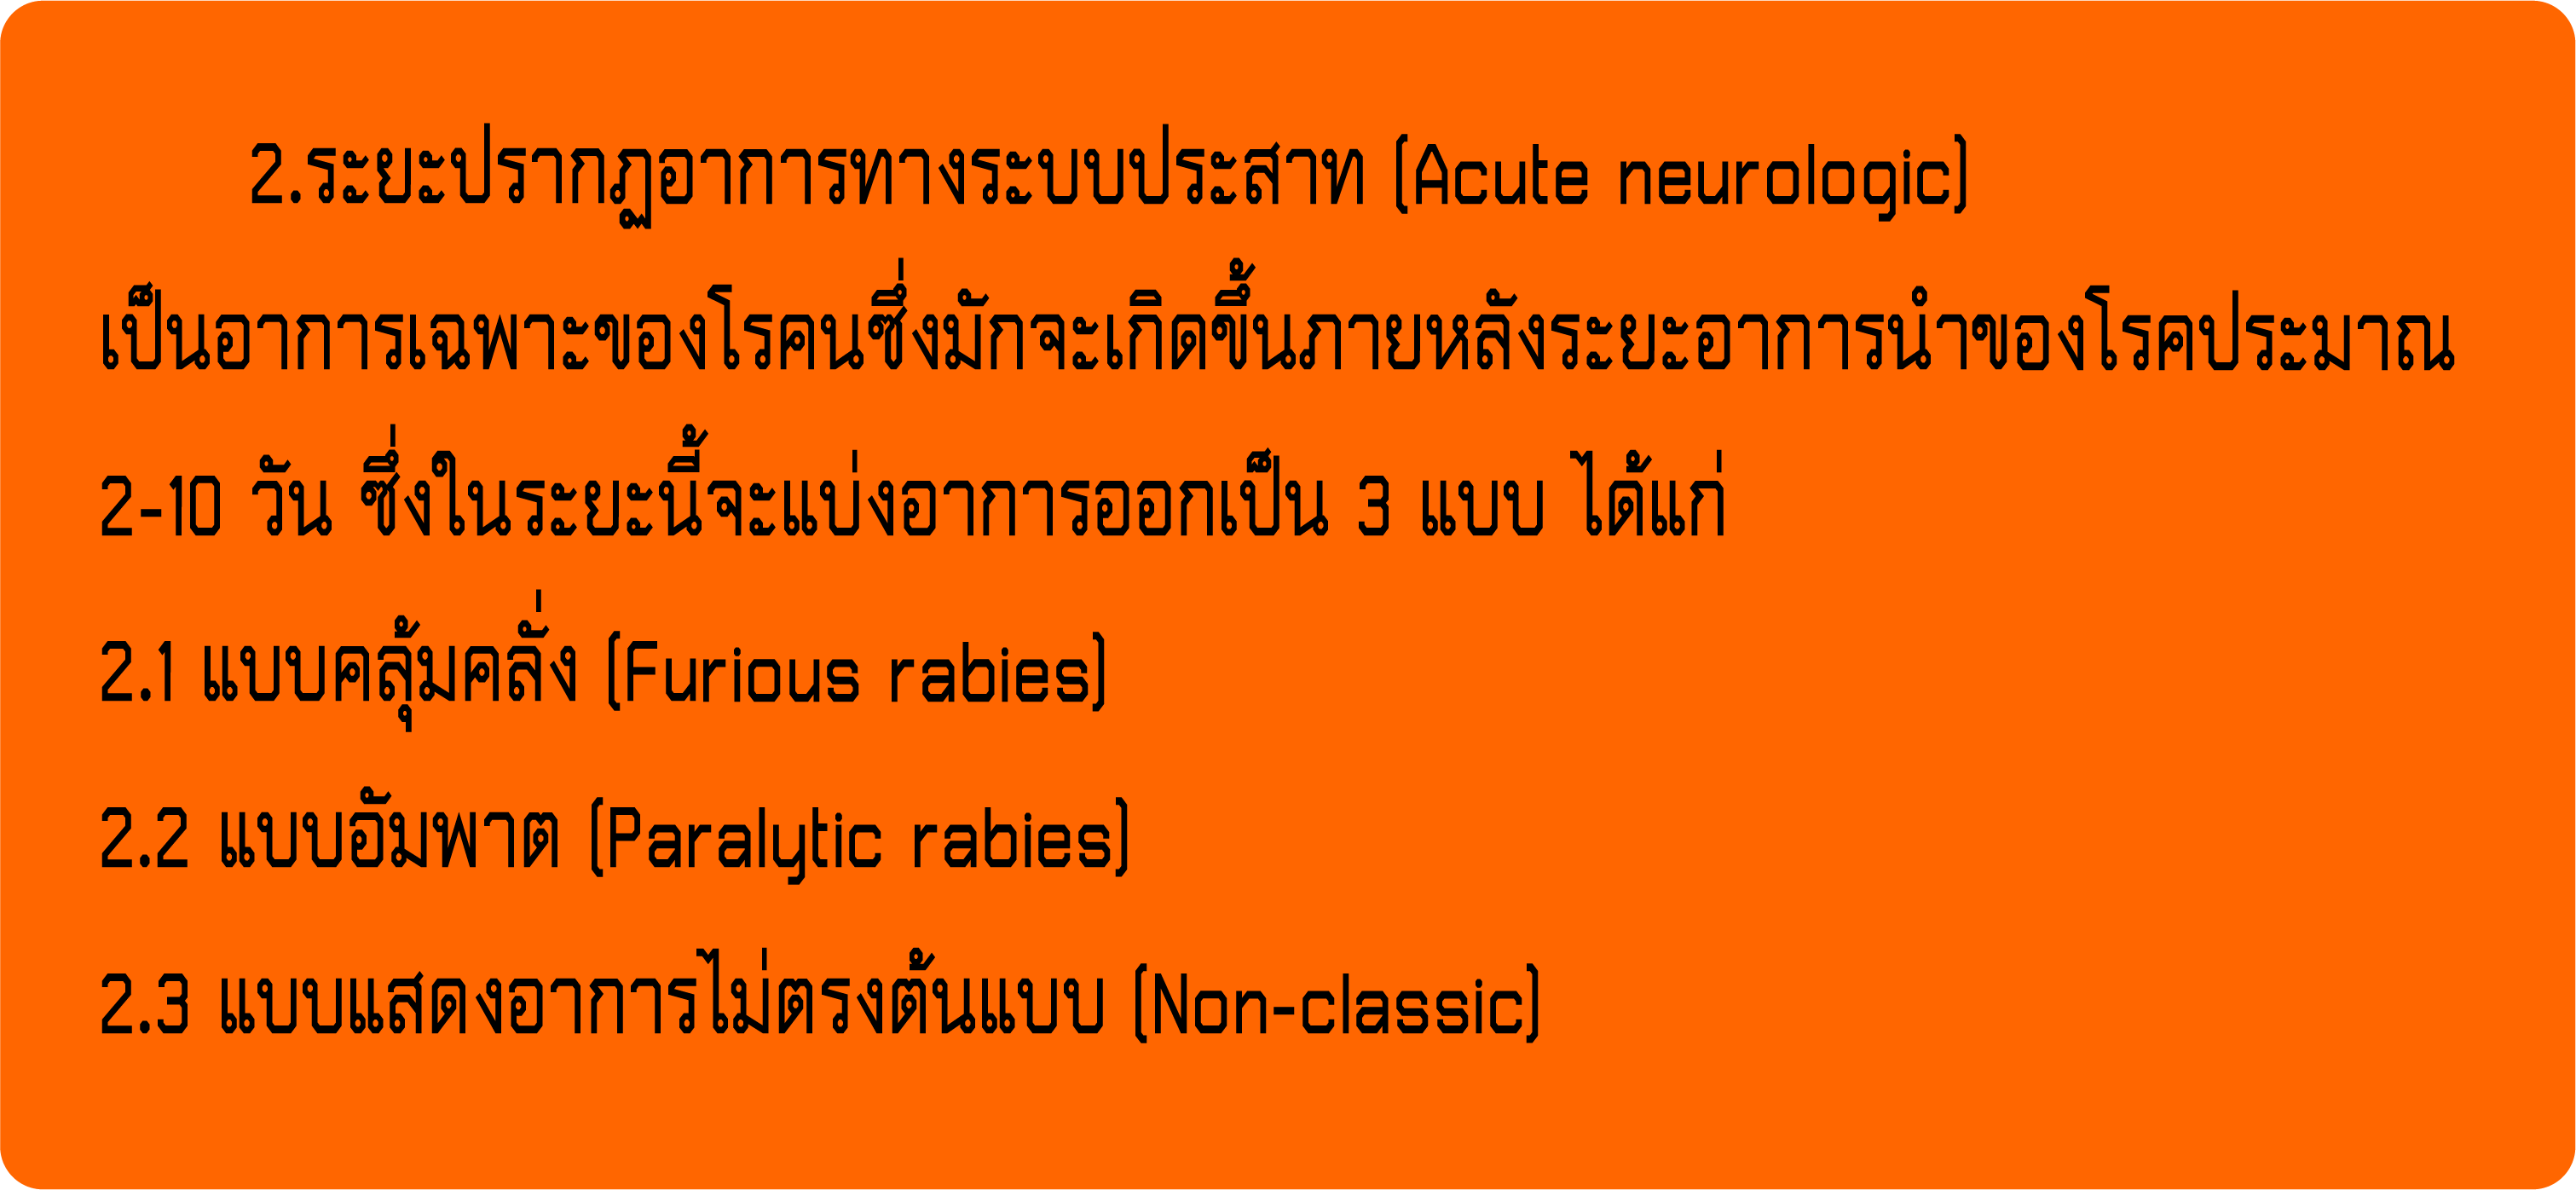 2.ระยะปรากฏอาการทางระบบประสาท (Acute neurologic)
เป็นอาการเฉพาะของโรคนซึ่งมักจะเกิดขึ้นภายหลังระยะอาการนำของโรคประมาณ
2-10 วัน ซึ่งในระยะนี้จะแบ่งอาการออกเป็น 3 แบบ ได้แก่
2.1 แบบคลุ้มคลั่ง (Furious rabies)
2.2 แบบอัมพาต (Paralytic rabies)
2.3 แบบแสดงอาการไม่ตรงต้นแบบ (Non-classic)